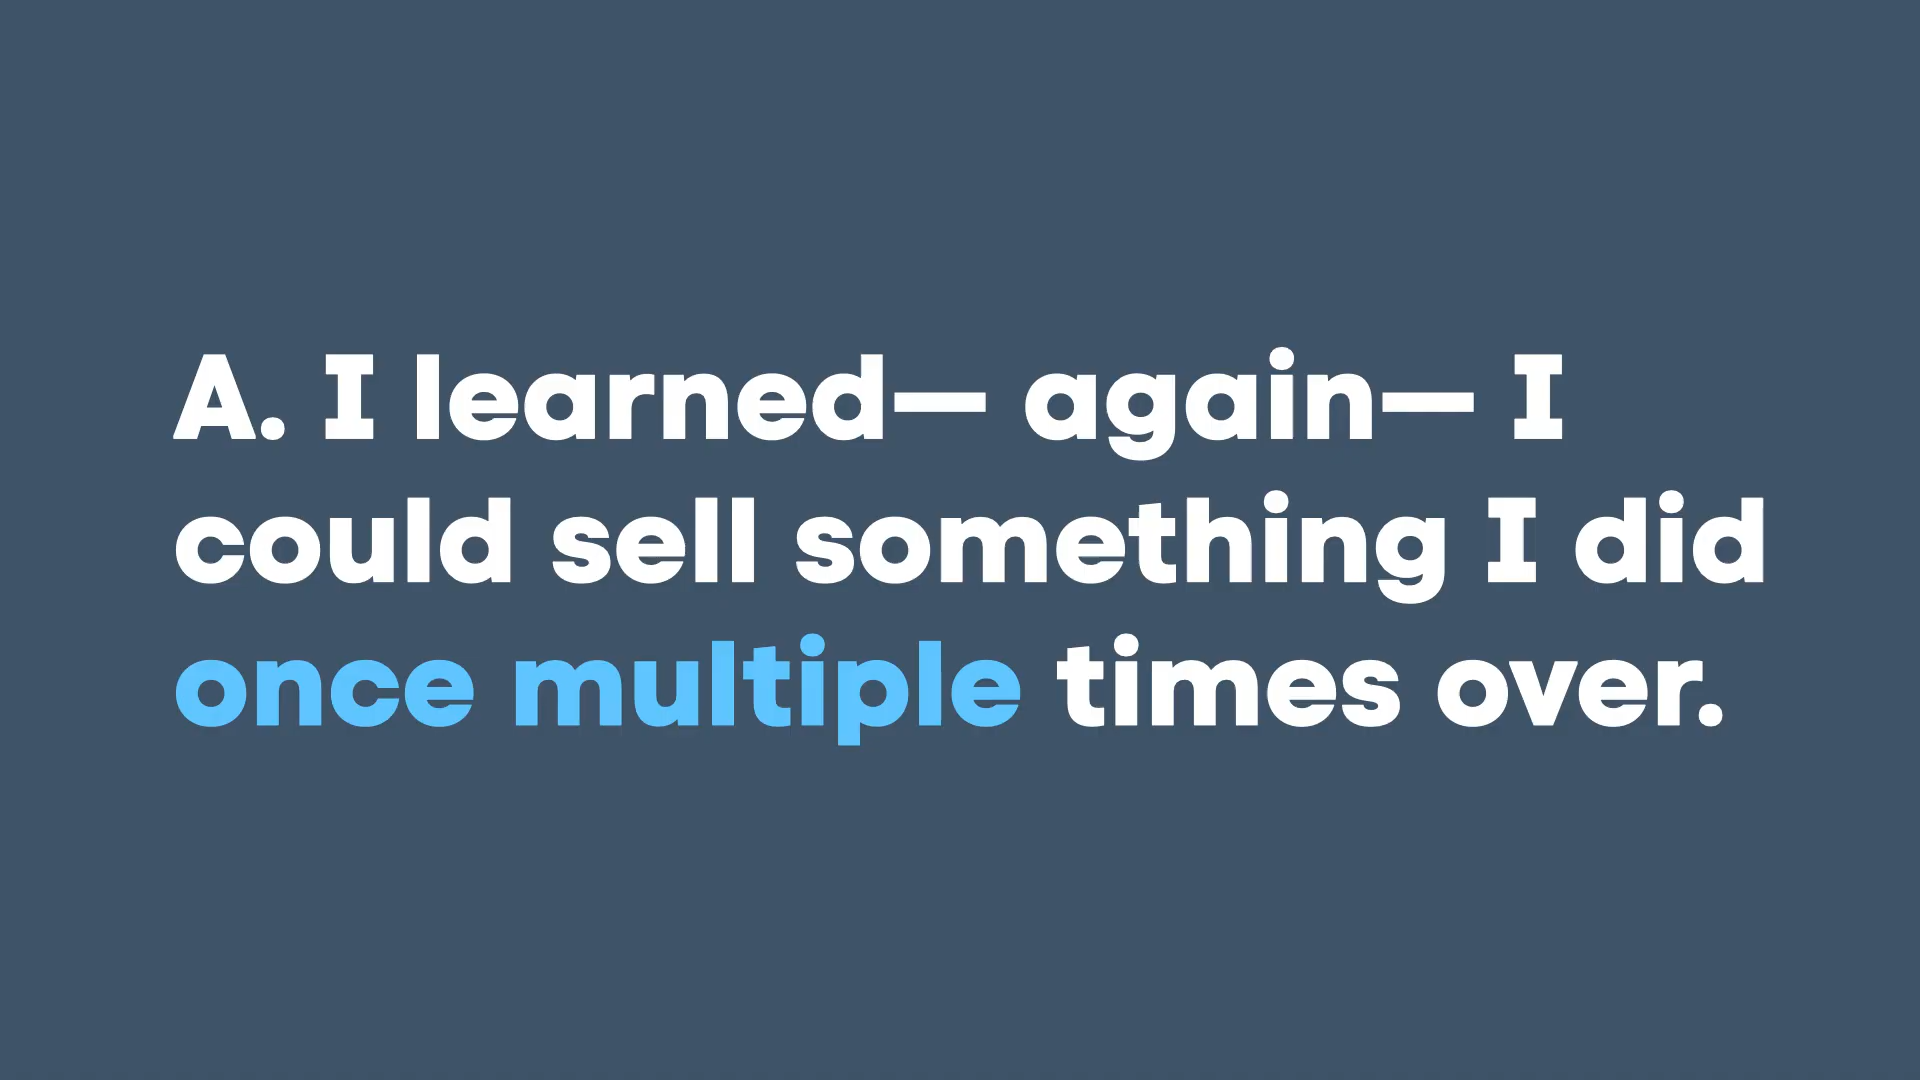 A. I learned— again— I
could sell something I did
once multiple times over.